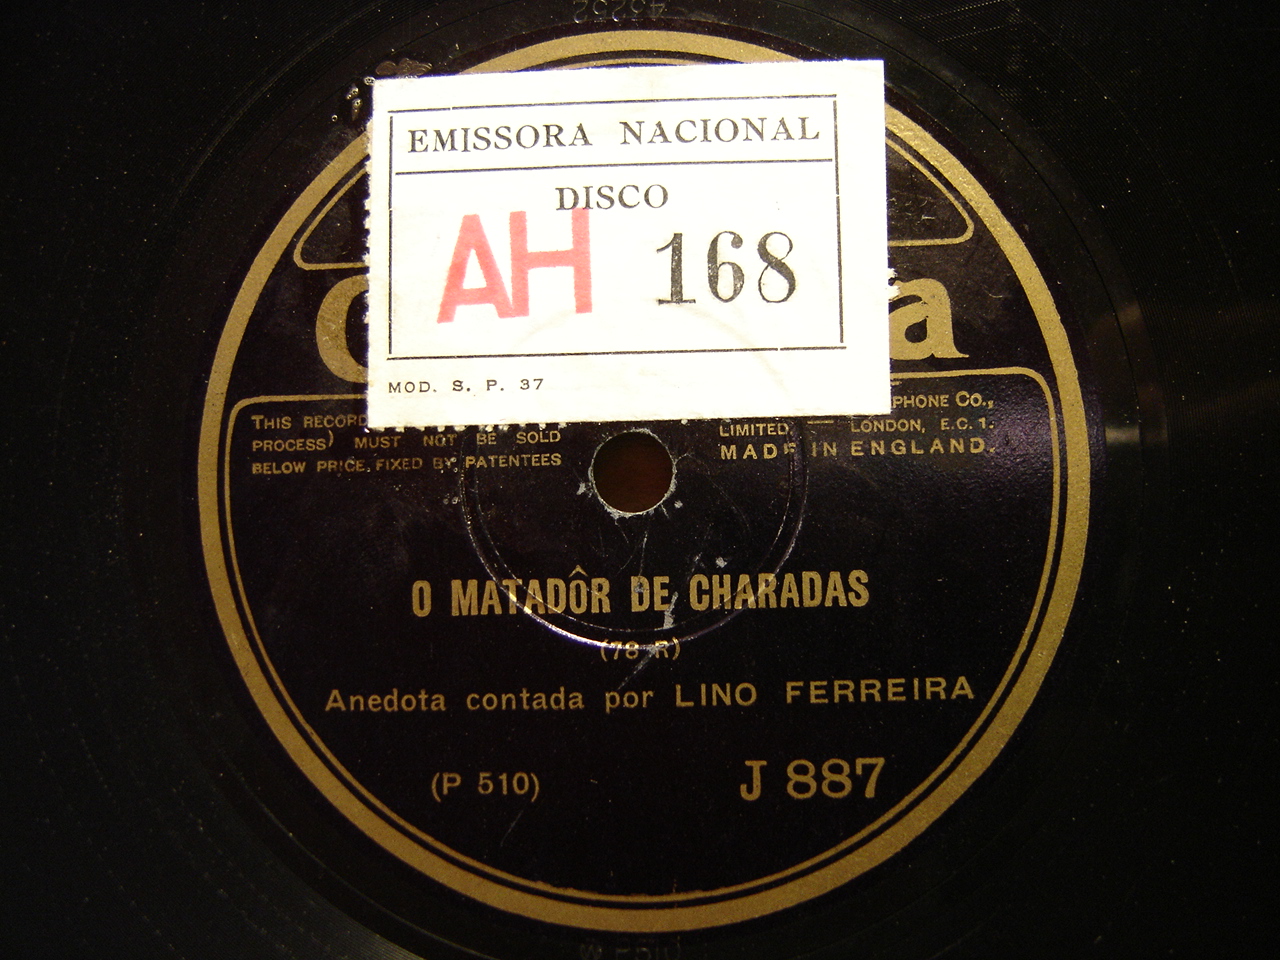 EMISSORA NACIONAL
DISCO
AH 168
MOD. S. P. 37
THIS RECORD
PROCESS) MUST NOT BE SOLD
BELOW PRICE FIXED BY PATENTEES
PHONE Co.,
LIMITED — LONDON, E.C.1.
MADE IN ENGLAND.
O MATADÔR DE CHARADAS
(78-R)
Anedota contada por LINO FERREIRA
(P 510)
J 887